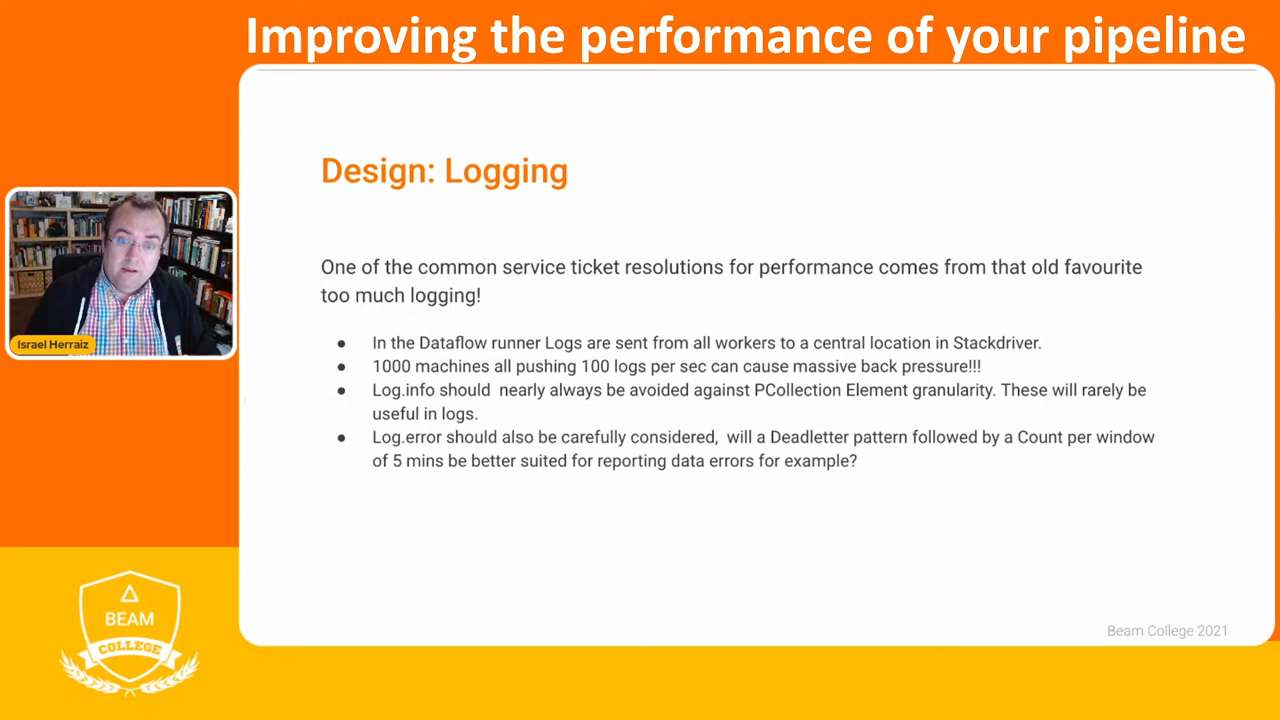 Improving the performance of your pipeline
Design: Logging
One of the common service ticket resolutions for performance comes from that old favourite
too much logging!
● In the Dataflow runner Logs are sent from all workers to a central location in Stackdriver.
● 1000 machines all pushing 100 logs per sec can cause massive back pressure!!!
● Log.info should nearly always be avoided against PCollection Element granularity. These will rarely be
useful in logs.
● Log.error should also be carefully considered, will a Deadletter pattern followed by a Count per window
of 5 mins be better suited for reporting data errors for example?
Israel Herraiz
BEAM
COLLEGE
Beam College 2021